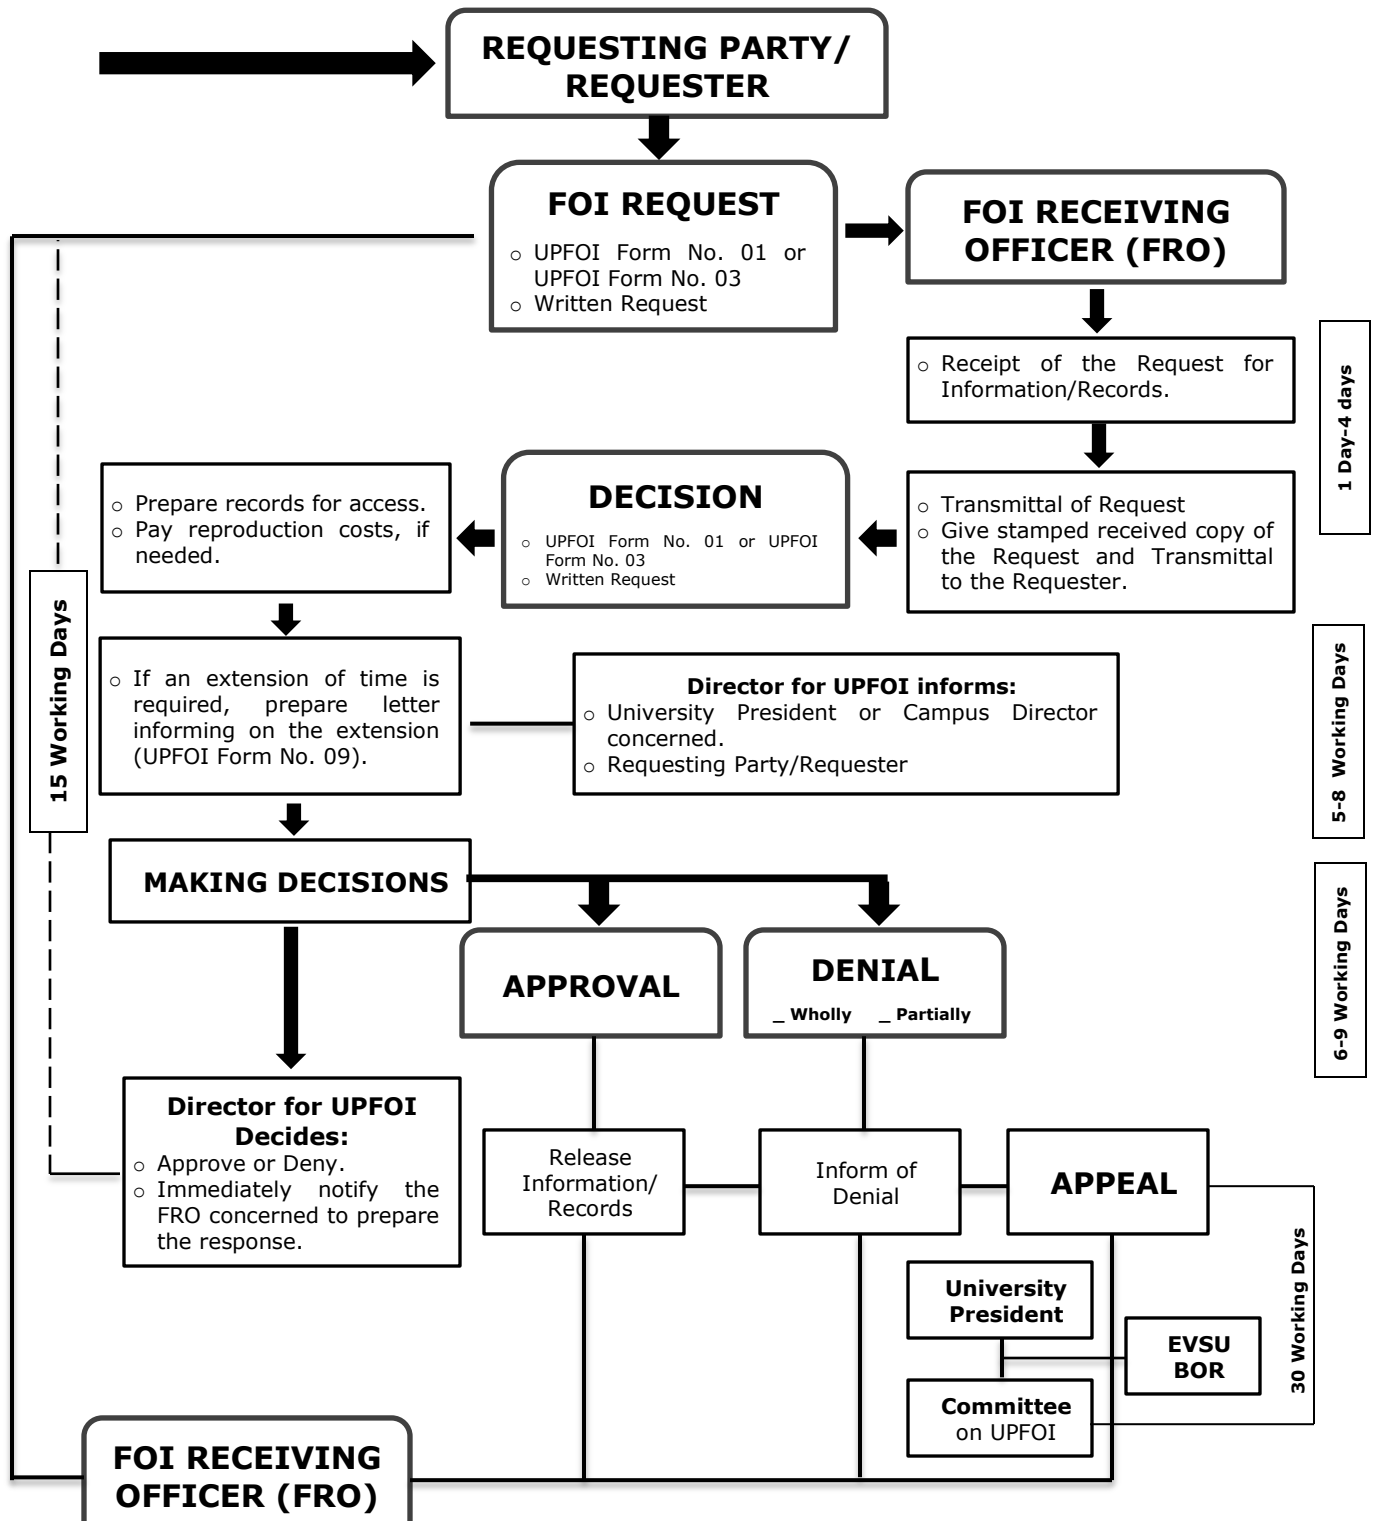 REQUESTING PARTY/
REQUESTER
FOI REQUEST
o UPFOI Form No. 01 or
UPFOI Form No. 03
o Written Request
FOI RECEIVING
OFFICER (FRO)
o Receipt of the Request for
Information/Records.
1 Day-4 days
o Transmittal of Request
o Give stamped received copy of
the Request and Transmittal
to the Requester.
DECISION
o UPFOI Form No. 01 or UPFOI
Form No. 03
o Written Request
o Prepare records for access.
o Pay reproduction costs, if
needed.
15 Working Days
o If an extension of time is
required, prepare letter
informing on the extension
(UPFOI Form No. 09).
Director for UPFOI informs:
o University President or Campus Director
concerned.
o Requesting Party/Requester
5-8 Working Days
MAKING DECISIONS
6-9 Working Days
APPROVAL
DENIAL
_ Wholly _ Partially
Director for UPFOI
Decides:
o Approve or Deny.
o Immediately notify the
FRO concerned to prepare
the response.
Release
Information/
Records
Inform of
Denial
APPEAL
University
President
EVSU
BOR
Committee
on UPFOI
30 Working Days
FOI RECEIVING
OFFICER (FRO)